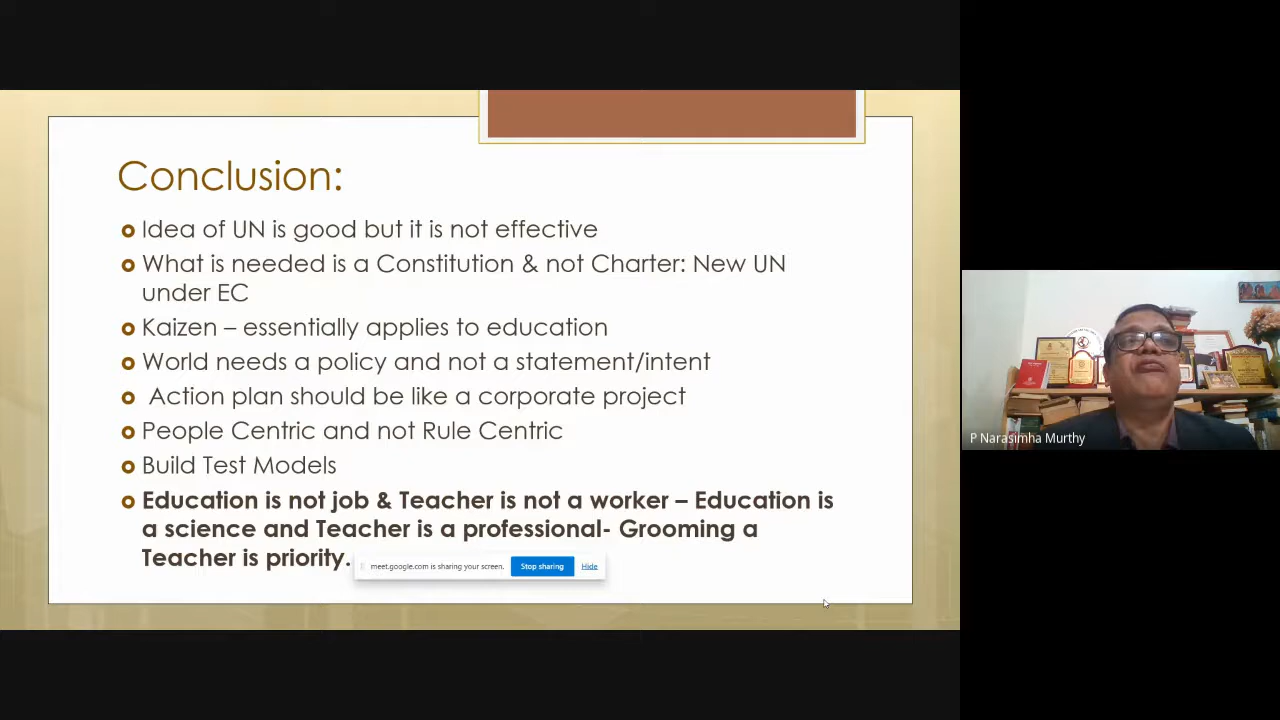 Conclusion:
Idea of UN is good but it is not effective
What is needed is a Constitution & not Charter: New UN
under EC
Kaizen – essentially applies to education
World needs a policy and not a statement/intent
Action plan should be like a corporate project
People Centric and not Rule Centric
Build Test Models
Education is not job & Teacher is not a worker – Education is
a science and Teacher is a professional- Grooming a
Teacher is priority.
meet.google.com is sharing your screen. Stop sharing Hide
P Narasimha Murthy